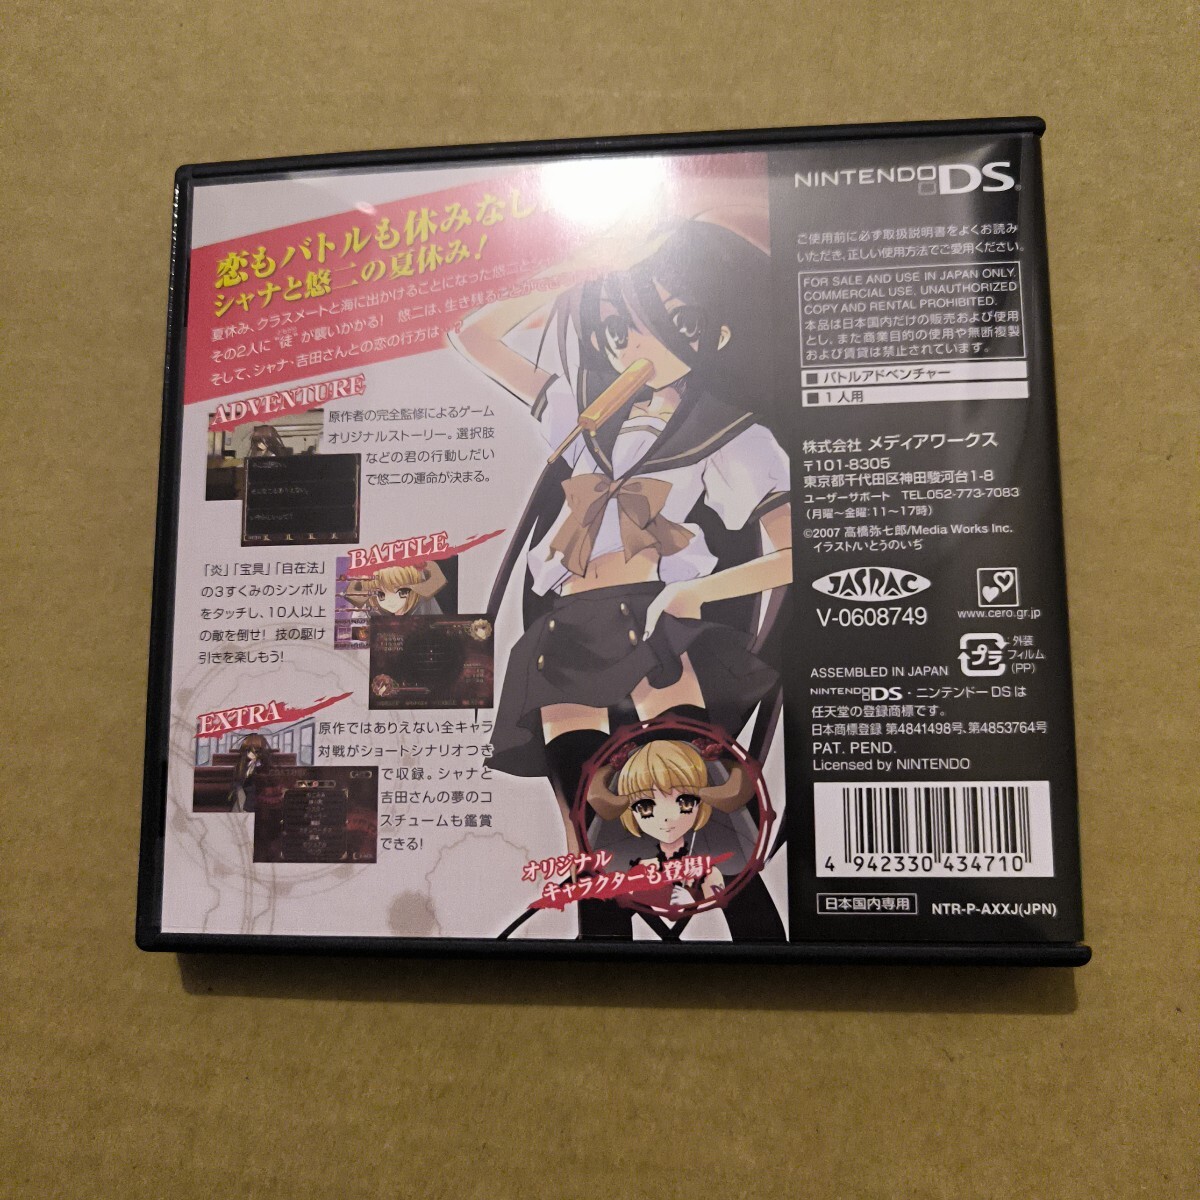 恋もバトルも休みなし
シャナと悠二の夏休み!
夏休み、クラスメートと海に出かけることになった悠二と
その2人に"徒"が襲いかかる! 悠二は、生き残ること
そして、シャナ・吉田さんとの恋の行方は…?
ADVENTURE
原作者の完全監修によるゲーム
オリジナルストーリー。選択肢
などの君の行動しだい
で悠二の運命が決まる。
BATTLE
「炎」「宝具」「自在法」
の3すくみのシンボル
をタッチし、10人以上
の敵を倒せ! 技の駆け
引きを楽しもう!
EXTRA
原作ではありえない全キャラ
対戦がショートシナリオつき
で収録。シャナと
吉田さんの夢のコ
スチュームも鑑賞
できる!
オリジナル
キャラクターも登場!
NINTENDO DS
ご使用前に必ず取扱説明書をよくお読み
いただき、正しい使用方法でご愛用ください。
FOR SALE AND USE IN JAPAN ONLY.
COMMERCIAL USE, UNAUTHORIZED
COPY AND RENTAL PROHIBITED.
本品は日本国内だけの販売および使用
とし、また商業目的の使用や無断複製
および賃貸は禁止されています。
■ バトルアドベンチャー
■ 1人用
株式会社 メディアワークス
〒101-8305
東京都千代田区神田駿河台1-8
ユーザーサポート TEL.052-773-7083
(月曜〜金曜:11〜17時)
©2007 高橋弥七郎/Media Works Inc.
イラスト/いとうのいぢ
JASRAC
V-0608749
www.cero.gr.jp
プラ
:外装
フィルム
(PP)
ASSEMBLED IN JAPAN
NINTENDO DS・ニンテンドーDSは
任天堂の登録商標です。
日本商標登録 第4841498号、第4853764号
PAT. PEND.
Licensed by NINTENDO
4 942330 434710
日本国内専用
NTR-P-AXXJ(JPN)